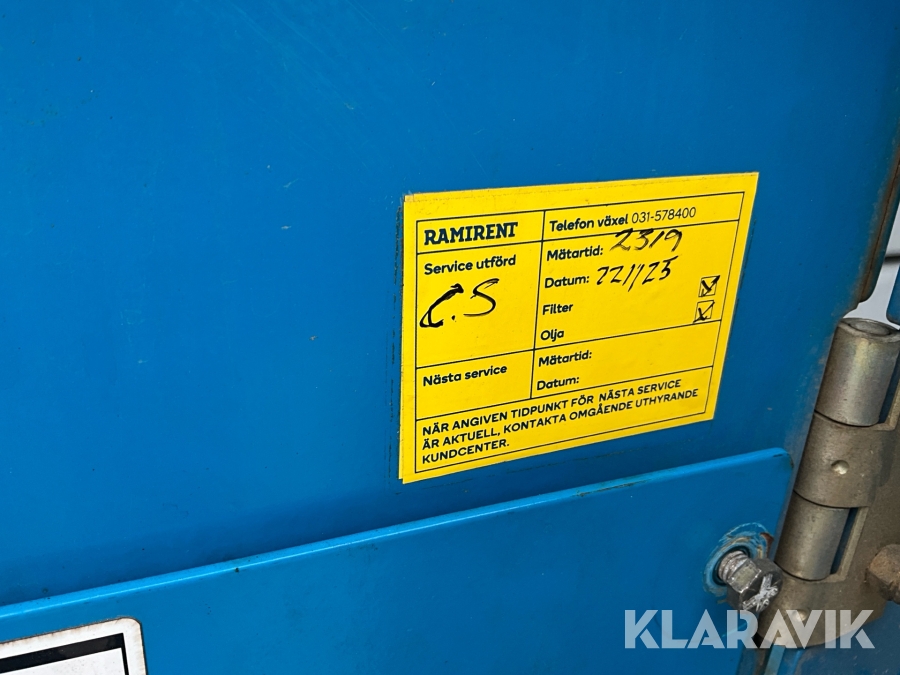 RAMIRENT
Telefon växel 031-578400
Service utförd
C.S
Mätartid: 2319
Datum: 221125
Filter
Olja
Nästa service
Mätartid:
Datum:
NÄR ANGIVEN TIDPUNKT FÖR NÄSTA SERVICE
ÄR AKTUELL, KONTAKTA OMGÅENDE UTHYRANDE
KUNDCENTER.
KLARAVIK